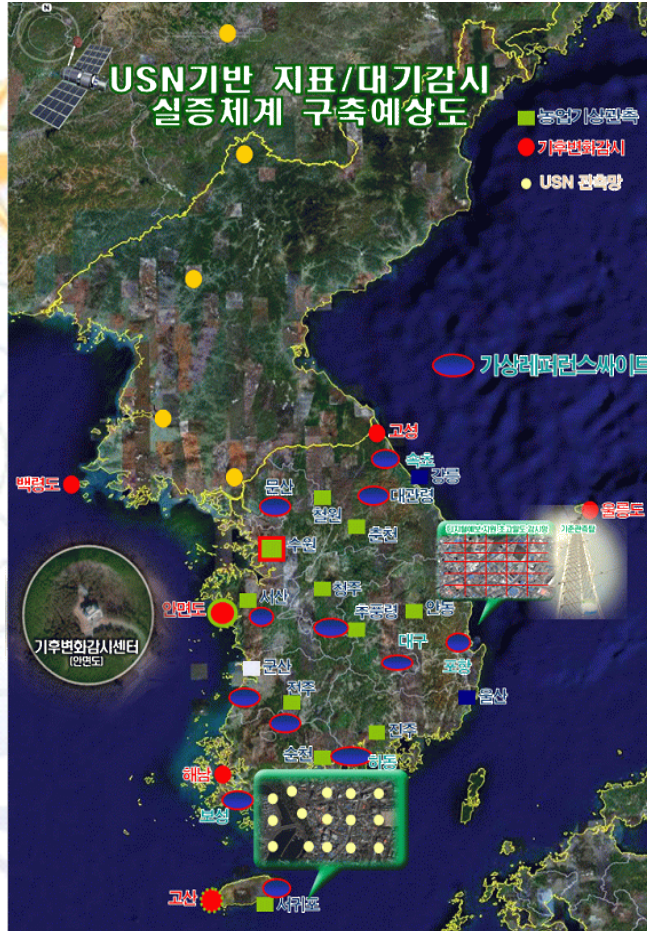 N
USN기반 지표/대기감시
실증체계 구축예상도
농업기상관측
기후변화감시
USN 관측망
가상레퍼런스싸이트
고성
속초
강릉
백령도
문산
대관령
철원
울릉도
춘천
기준관측탑
수원
청주
서산
안면도
추풍령
안동
기후변화감시센터
(안면도)
대구
군산
포항
전주
울산
진주
순천
하동
해남
보성
고산
서귀포